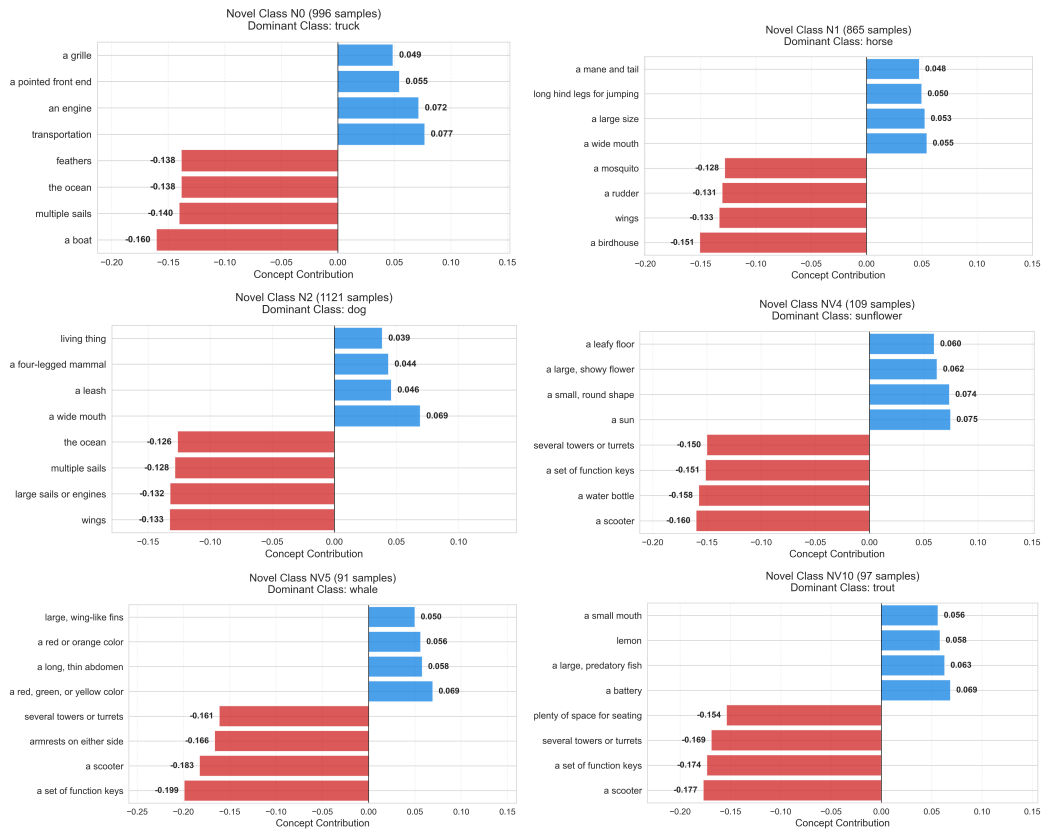 Novel Class N0 (996 samples)
Dominant Class: truck
a grille
0.049
a pointed front end
0.055
an engine
0.072
transportation
0.077
feathers
-0.138
the ocean
-0.138
multiple sails
-0.140
a boat
-0.160
−0.20 −0.15 −0.10 −0.05 0.00 0.05 0.10 0.15
Concept Contribution
Novel Class N1 (865 samples)
Dominant Class: horse
a mane and tail
0.048
long hind legs for jumping
0.050
a large size
0.053
a wide mouth
0.055
a mosquito
-0.128
a rudder
-0.131
wings
-0.133
a birdhouse
-0.151
−0.20 −0.15 −0.10 −0.05 0.00 0.05 0.10 0.15
Concept Contribution
Novel Class N2 (1121 samples)
Dominant Class: dog
living thing
0.039
a four-legged mammal
0.044
a leash
0.046
a wide mouth
0.069
the ocean
-0.126
multiple sails
-0.128
large sails or engines
-0.132
wings
-0.133
−0.15 −0.10 −0.05 0.00 0.05 0.10
Concept Contribution
Novel Class NV4 (109 samples)
Dominant Class: sunflower
a leafy floor
0.060
a large, showy flower
0.062
a small, round shape
0.074
a sun
0.075
several towers or turrets
-0.150
a set of function keys
-0.151
a water bottle
-0.158
a scooter
-0.160
−0.20 −0.15 −0.10 −0.05 0.00 0.05 0.10 0.15
Concept Contribution
Novel Class NV5 (91 samples)
Dominant Class: whale
large, wing-like fins
0.050
a red or orange color
0.056
a long, thin abdomen
0.058
a red, green, or yellow color
0.069
several towers or turrets
-0.161
armrests on either side
-0.166
a scooter
-0.183
a set of function keys
-0.199
−0.25 −0.20 −0.15 −0.10 −0.05 0.00 0.05 0.10 0.15
Concept Contribution
Novel Class NV10 (97 samples)
Dominant Class: trout
a small mouth
0.056
lemon
0.058
a large, predatory fish
0.063
a battery
0.069
plenty of space for seating
-0.154
several towers or turrets
-0.169
a set of function keys
-0.174
a scooter
-0.177
−0.20 −0.15 −0.10 −0.05 0.00 0.05 0.10 0.15
Concept Contribution